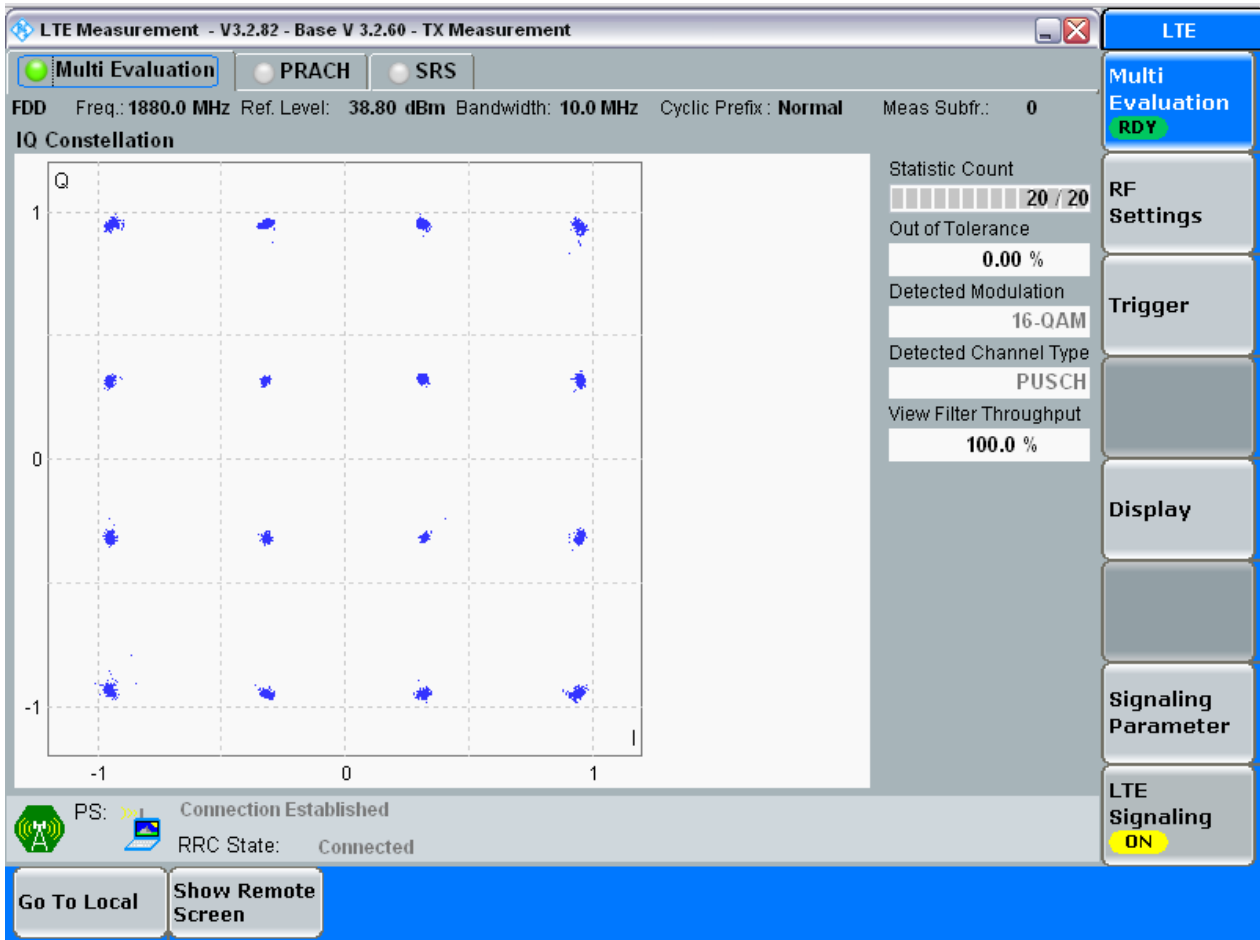 LTE Measurement - V3.2.82 - Base V 3.2.60 - TX Measurement
LTE
Multi Evaluation PRACH SRS
Multi
Evaluation
RDY
FDD Freq.: 1880.0 MHz Ref. Level: 38.80 dBm Bandwidth: 10.0 MHz Cyclic Prefix : Normal Meas Subfr.: 0
IQ Constellation
Q
1
0
-1
I
-1 0 1
Statistic Count
20 / 20
Out of Tolerance
0.00 %
Detected Modulation
16-QAM
Detected Channel Type
PUSCH
View Filter Throughput
100.0 %
RF
Settings
Trigger
Display
Signaling
Parameter
LTE
Signaling
ON
PS: Connection Established
RRC State: Connected
Go To Local
Show Remote
Screen